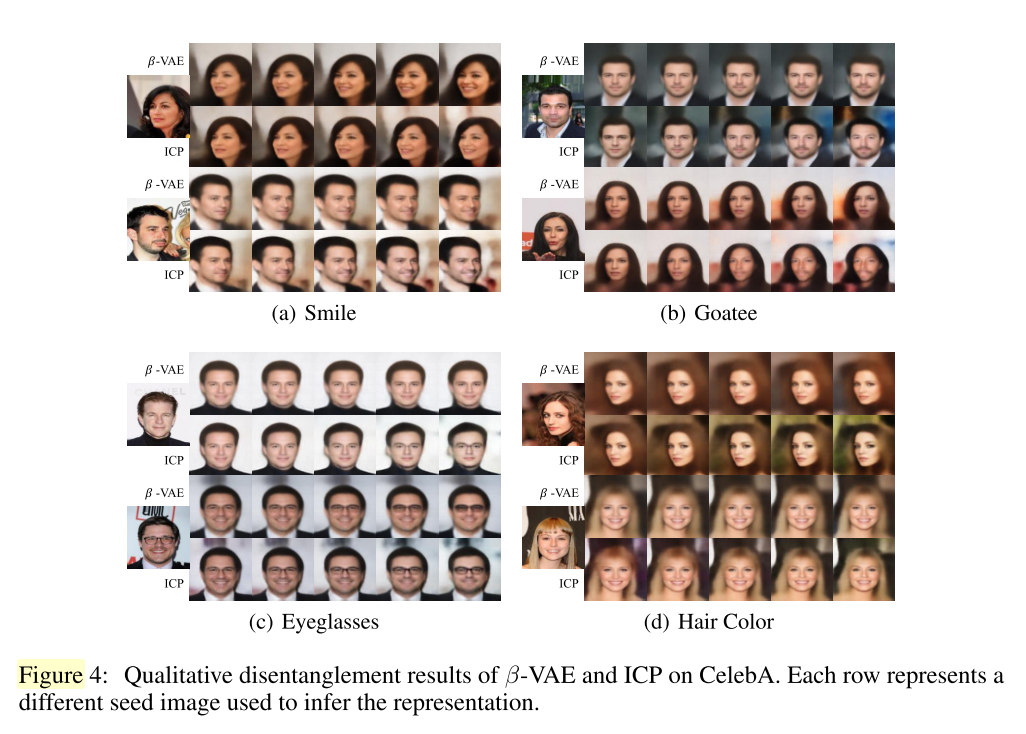 β-VAE
ICP
β -VAE
ICP
(a) Smile
β -VAE
ICP
β -VAE
ICP
(b) Goatee
β -VAE
ICP
β -VAE
ICP
(c) Eyeglasses
β -VAE
ICP
β -VAE
ICP
(d) Hair Color
Figure 4: Qualitative disentanglement results of β-VAE and ICP on CelebA. Each row represents a
different seed image used to infer the representation.